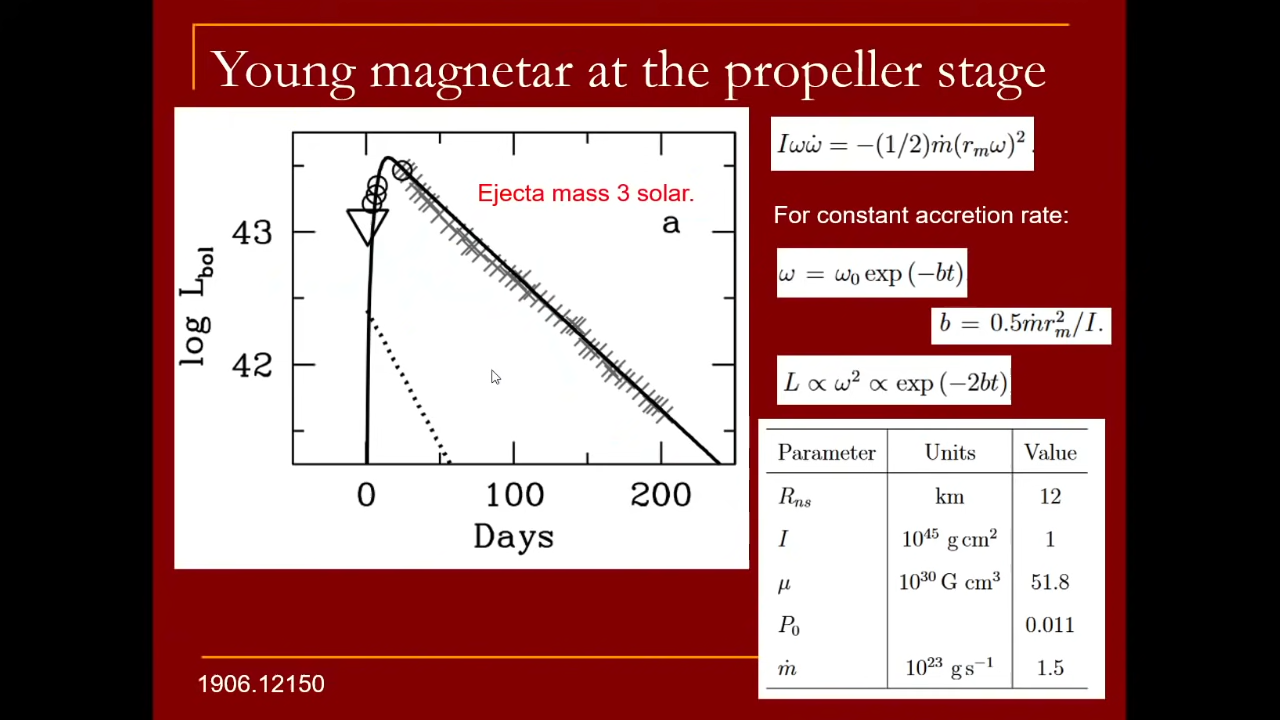 Young magnetar at the propeller stage
Ejecta mass 3 solar.
a
43
42
log L_bol
0 100 200
Days
Iωω̇ = −(1/2)ṁ(r_mω)² .
For constant accretion rate:
ω = ω₀ exp (−bt)
b = 0.5ṁr_m²/I.
L ∝ ω² ∝ exp (−2bt)
Parameter Units Value
R_ns km 12
I 10⁴⁵ g cm² 1
μ 10³⁰ G cm³ 51.8
P₀ 0.011
ṁ 10²³ g s⁻¹ 1.5
1906.12150